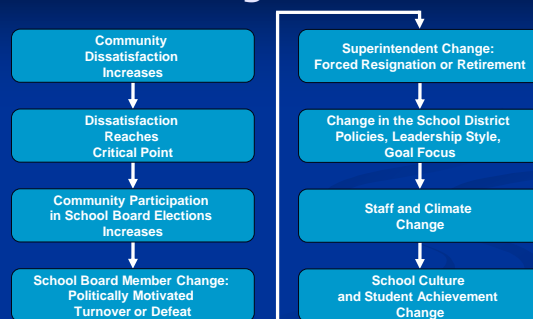 Community
Dissatisfaction
Increases
Dissatisfaction
Reaches
Critical Point
Community Participation
in School Board Elections
Increases
School Board Member Change:
Politically Motivated
Turnover or Defeat
Superintendent Change:
Forced Resignation or Retirement
Change in the School District
Policies, Leadership Style,
Goal Focus
Staff and Climate
Change
School Culture
and Student Achievement
Change